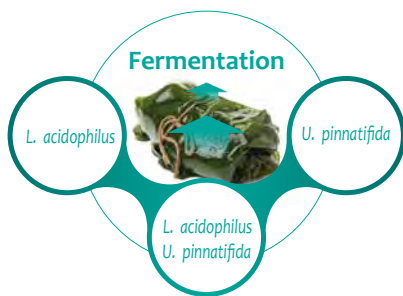 Fermentation
L. acidophilus
U. pinnatifida
L. acidophilus
U. pinnatifida